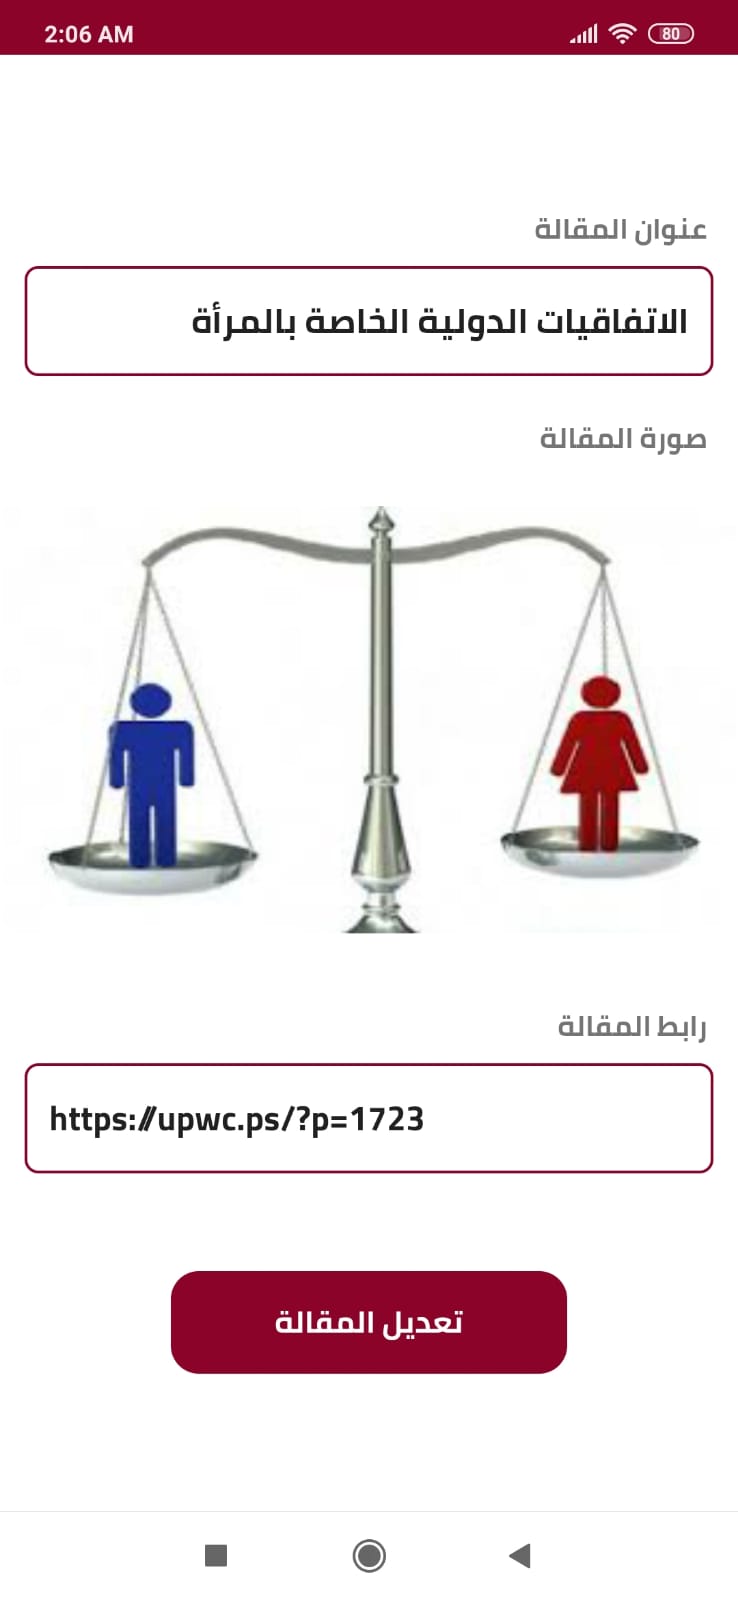 2:06 AM
80
عنوان المقالة
الاتفاقيات الدولية الخاصة بالمرأة
صورة المقالة
رابط المقالة
https://upwc.ps/?p=1723
تعديل المقالة